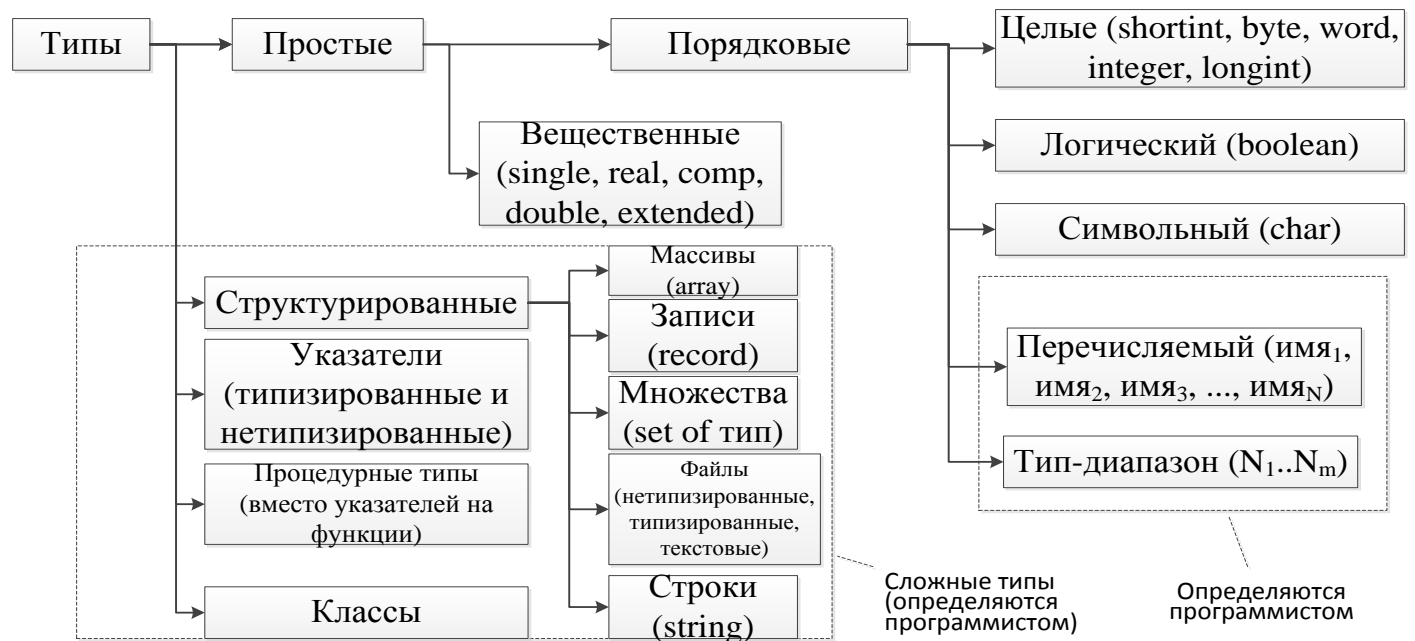 Типы
Простые
Порядковые
Целые (shortint, byte, word,
integer, longint)
Вещественные
(single, real, comp,
double, extended)
Логический (boolean)
Символьный (char)
Массивы
(array)
Структурированные
Записи
(record)
Перечисляемый (имя₁,
имя₂, имя₃, ..., имяN)
Указатели
(типизированные и
нетипизированные)
Множества
(set of тип)
Тип-диапазон (N₁..Nₘ)
Процедурные типы
(вместо указателей на
функции)
Файлы
(нетипизированные,
типизированные,
текстовые)
Классы
Строки
(string)
Сложные типы
(определяются
программистом)
Определяются
программистом